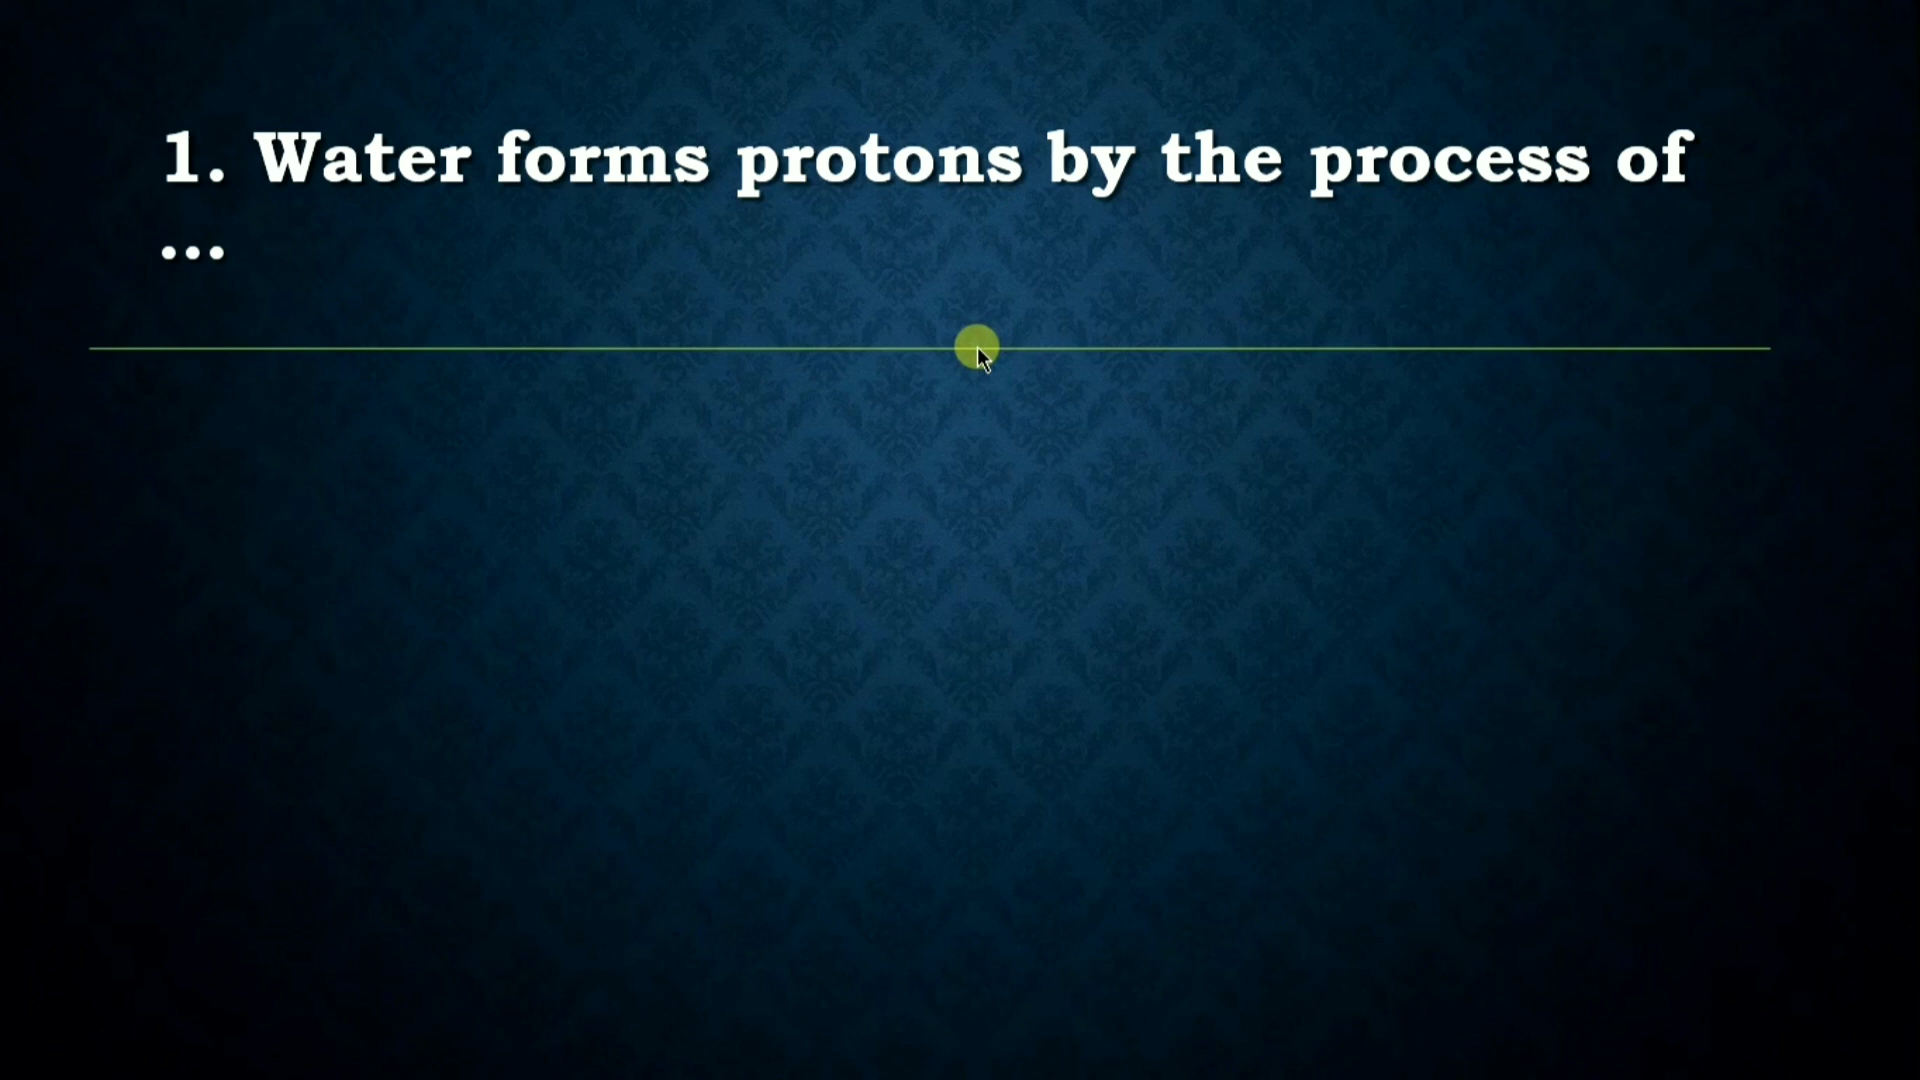 1. Water forms protons by the process of
...